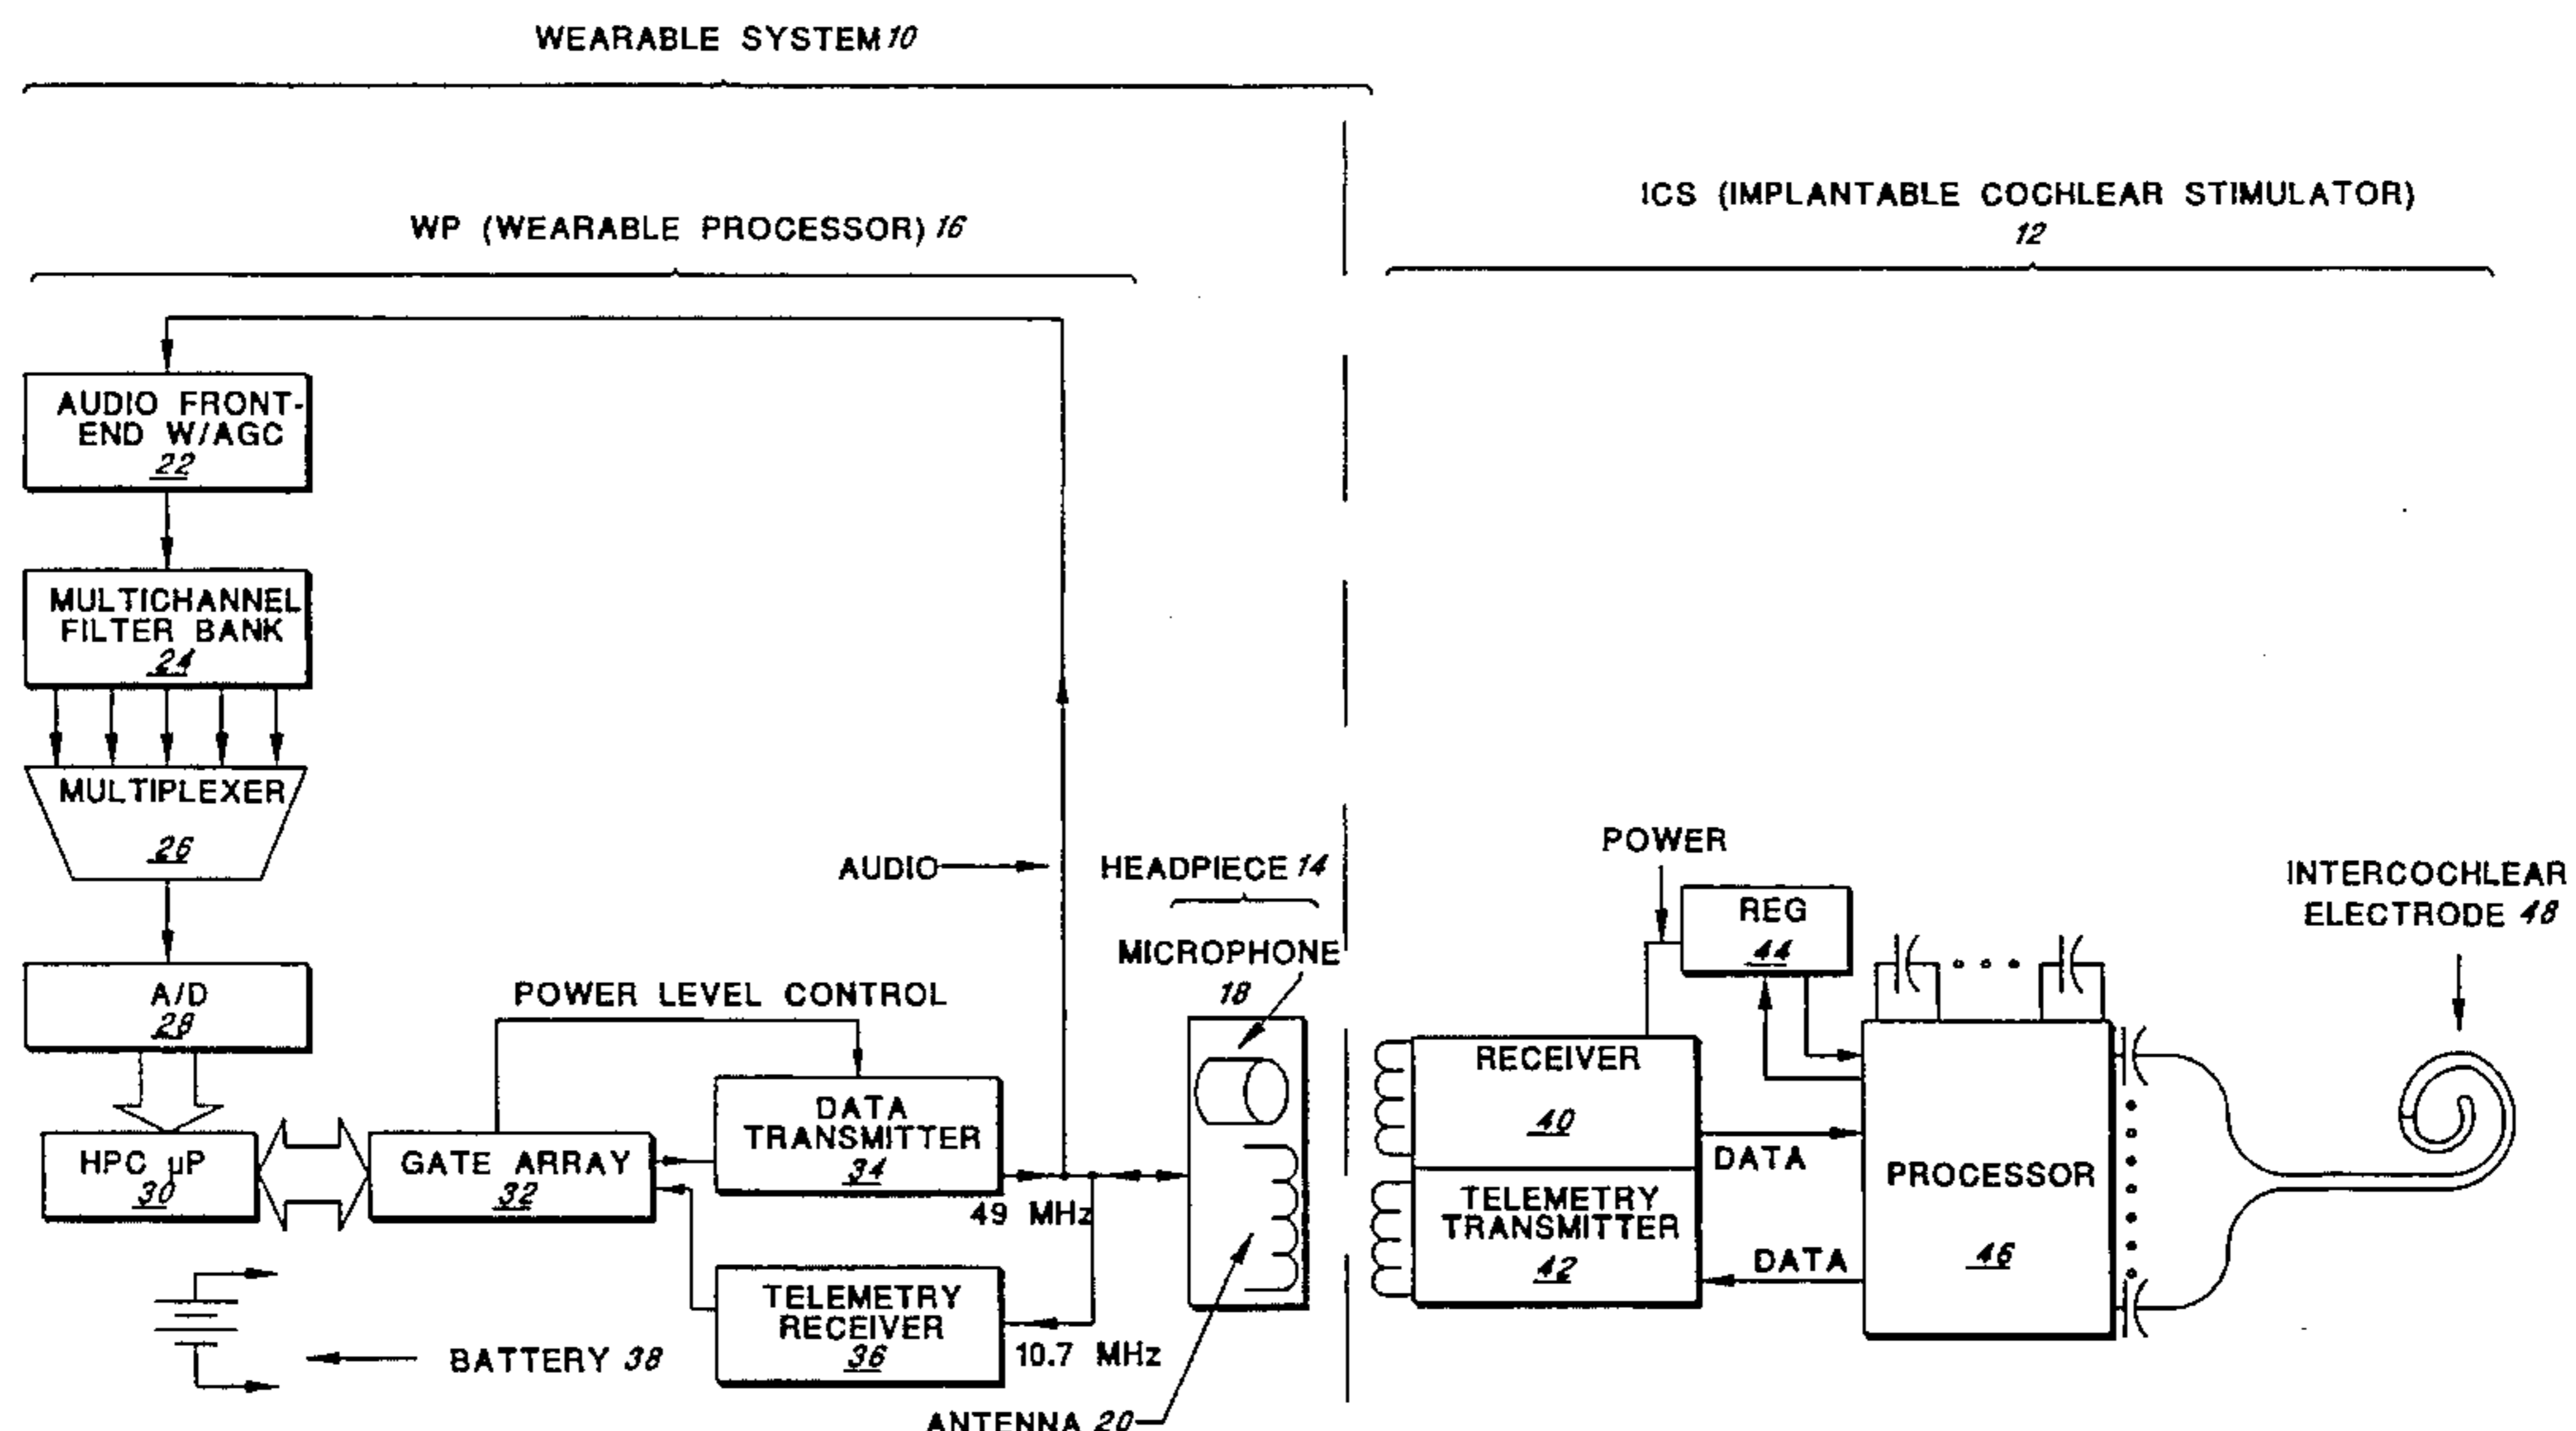 WEARABLE SYSTEM 10
WP (WEARABLE PROCESSOR) 16
ICS (IMPLANTABLE COCHLEAR STIMULATOR)
12
AUDIO FRONT-
END W/AGC
22
MULTICHANNEL
FILTER BANK
24
MULTIPLEXER
26
A/D
28
HPC µP
30
GATE ARRAY
32
POWER LEVEL CONTROL
DATA
TRANSMITTER
34
49 MHz
TELEMETRY
RECEIVER
36
10.7 MHz
BATTERY 38
AUDIO
HEADPIECE 14
MICROPHONE
18
ANTENNA 20
POWER
REG
44
RECEIVER
40
TELEMETRY
TRANSMITTER
42
DATA
DATA
PROCESSOR
46
INTERCOCHLEAR
ELECTRODE 48